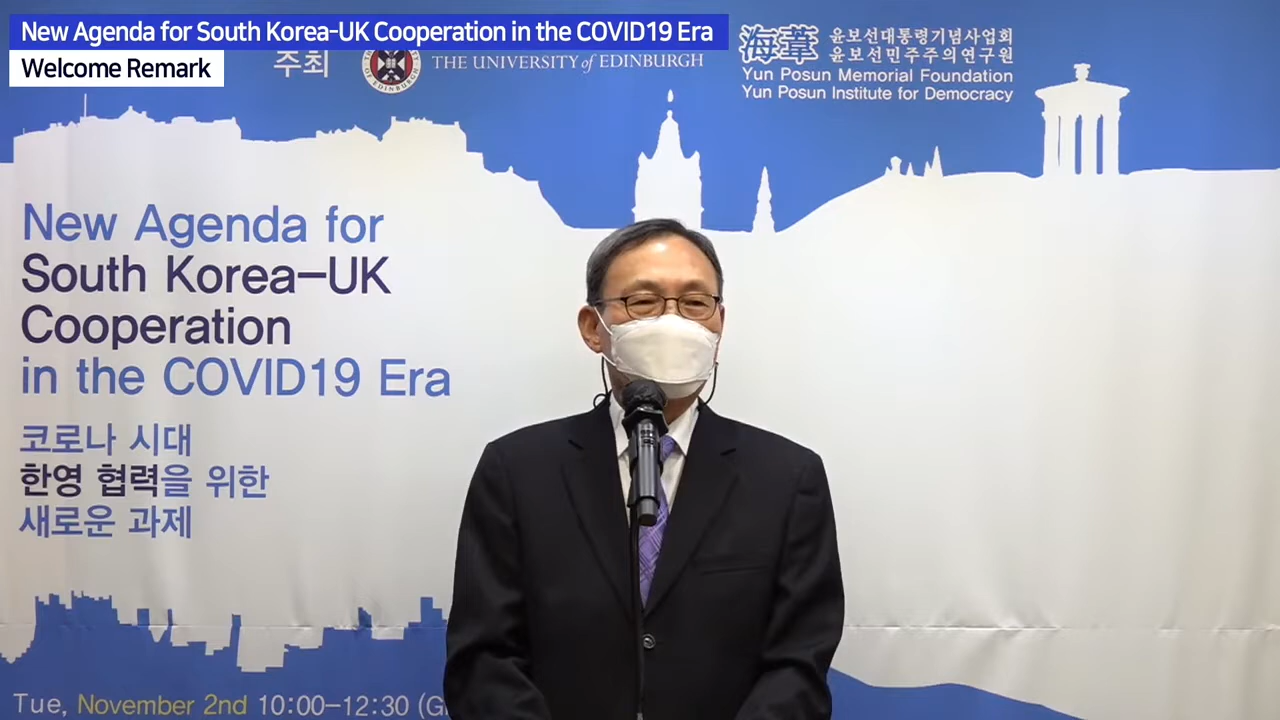 New Agenda for South Korea-UK Cooperation in the COVID19 Era
Welcome Remark
주최
OF EDINBURGH
THE UNIVERSITY of EDINBURGH
海葦
윤보선대통령기념사업회
윤보선민주주의연구원
Yun Posun Memorial Foundation
Yun Posun Institute for Democracy
New Agenda for
South Korea–UK
Cooperation
in the COVID19 Era
코로나 시대
한영 협력을 위한
새로운 과제
Tue, November 2nd 10:00–12:30